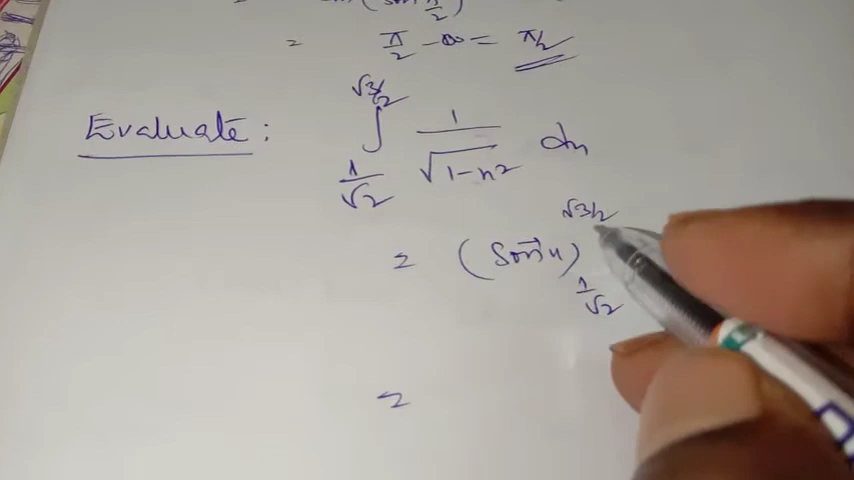 = π/2 - 0 = π/2
Evaluate : ∫_{1/√2}^{√3/2} 1/√(1-x²) dx
= (Sin⁻¹x)_{1/√2}^{√3/2}
=